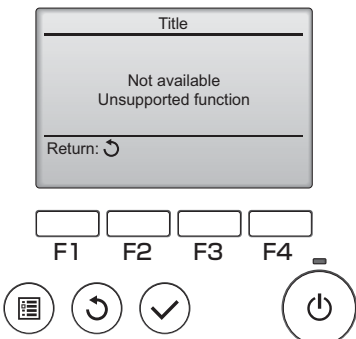 Title
Not available
Unsupported function
Return:
F1 F2 F3 F4